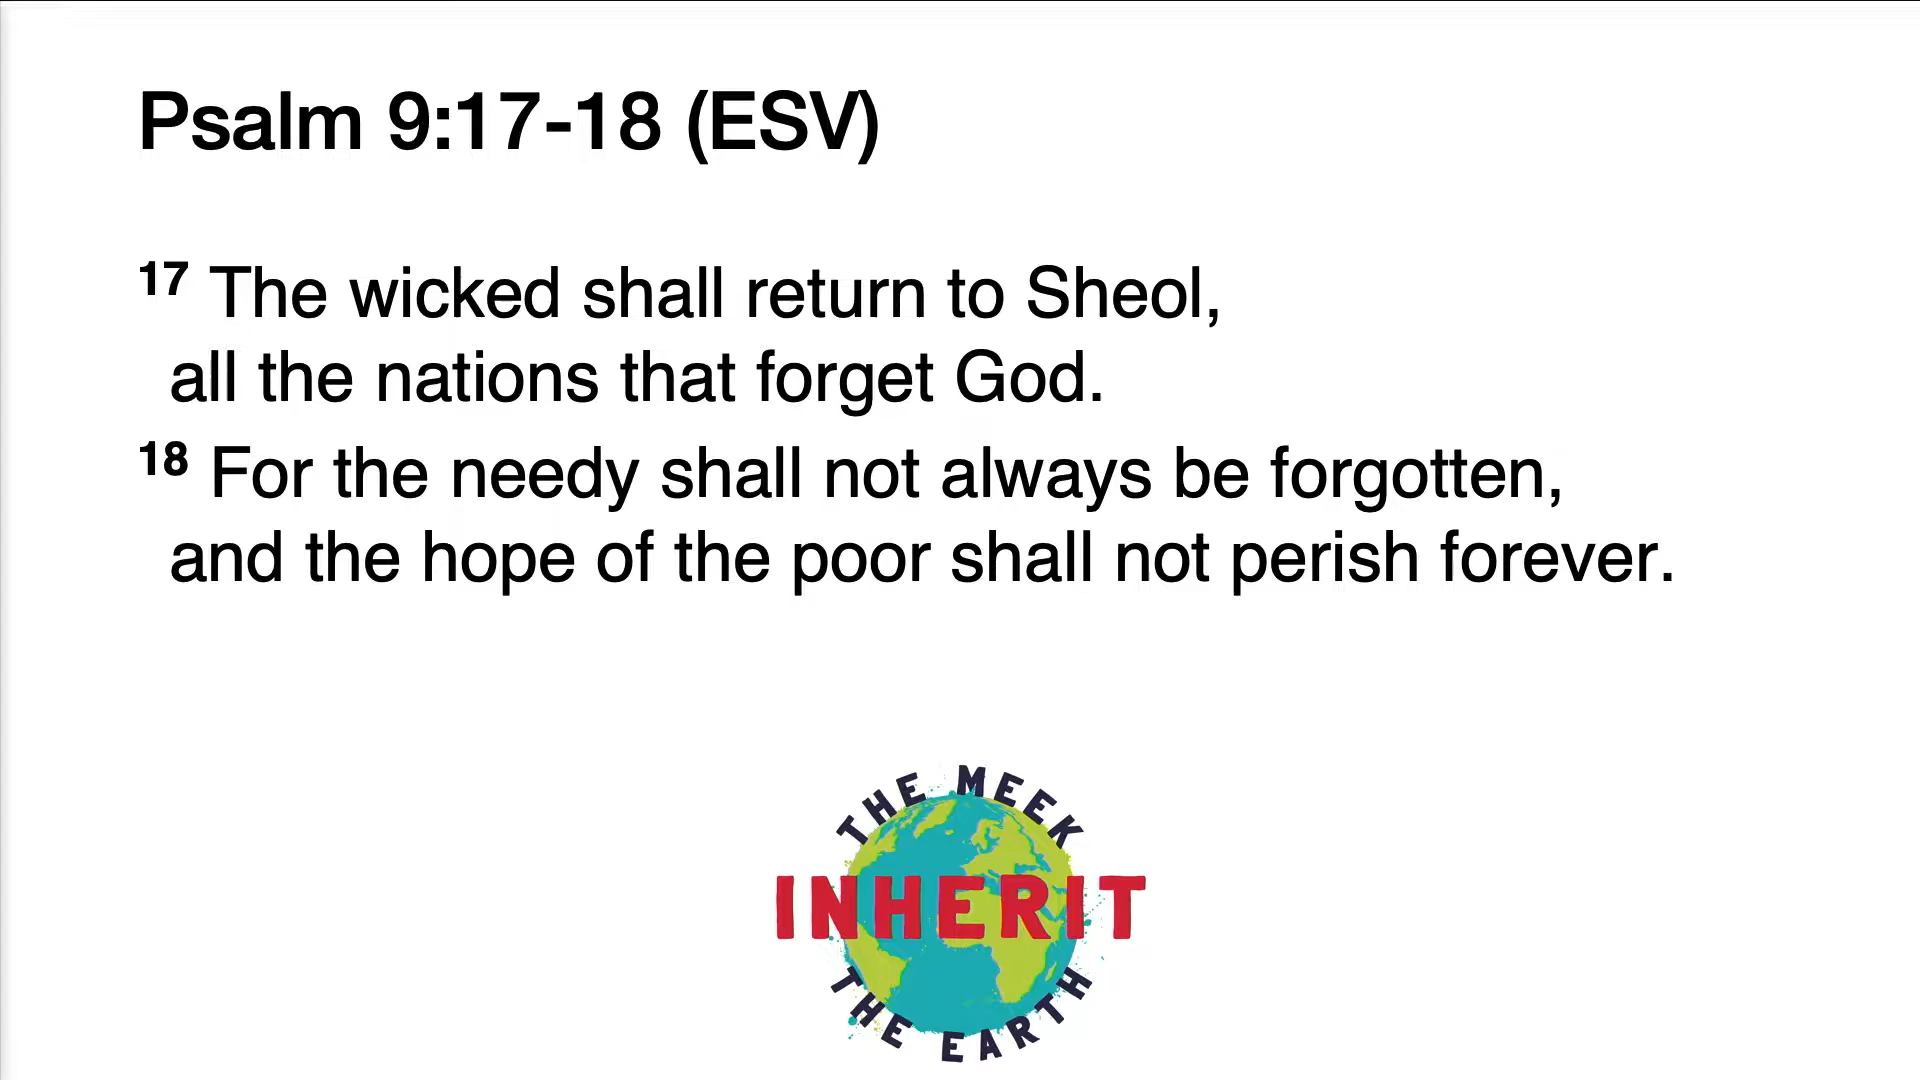 Psalm 9:17-18 (ESV)
17 The wicked shall return to Sheol,
all the nations that forget God.
18 For the needy shall not always be forgotten,
and the hope of the poor shall not perish forever.
THE MEEK
INHERIT
THE EARTH